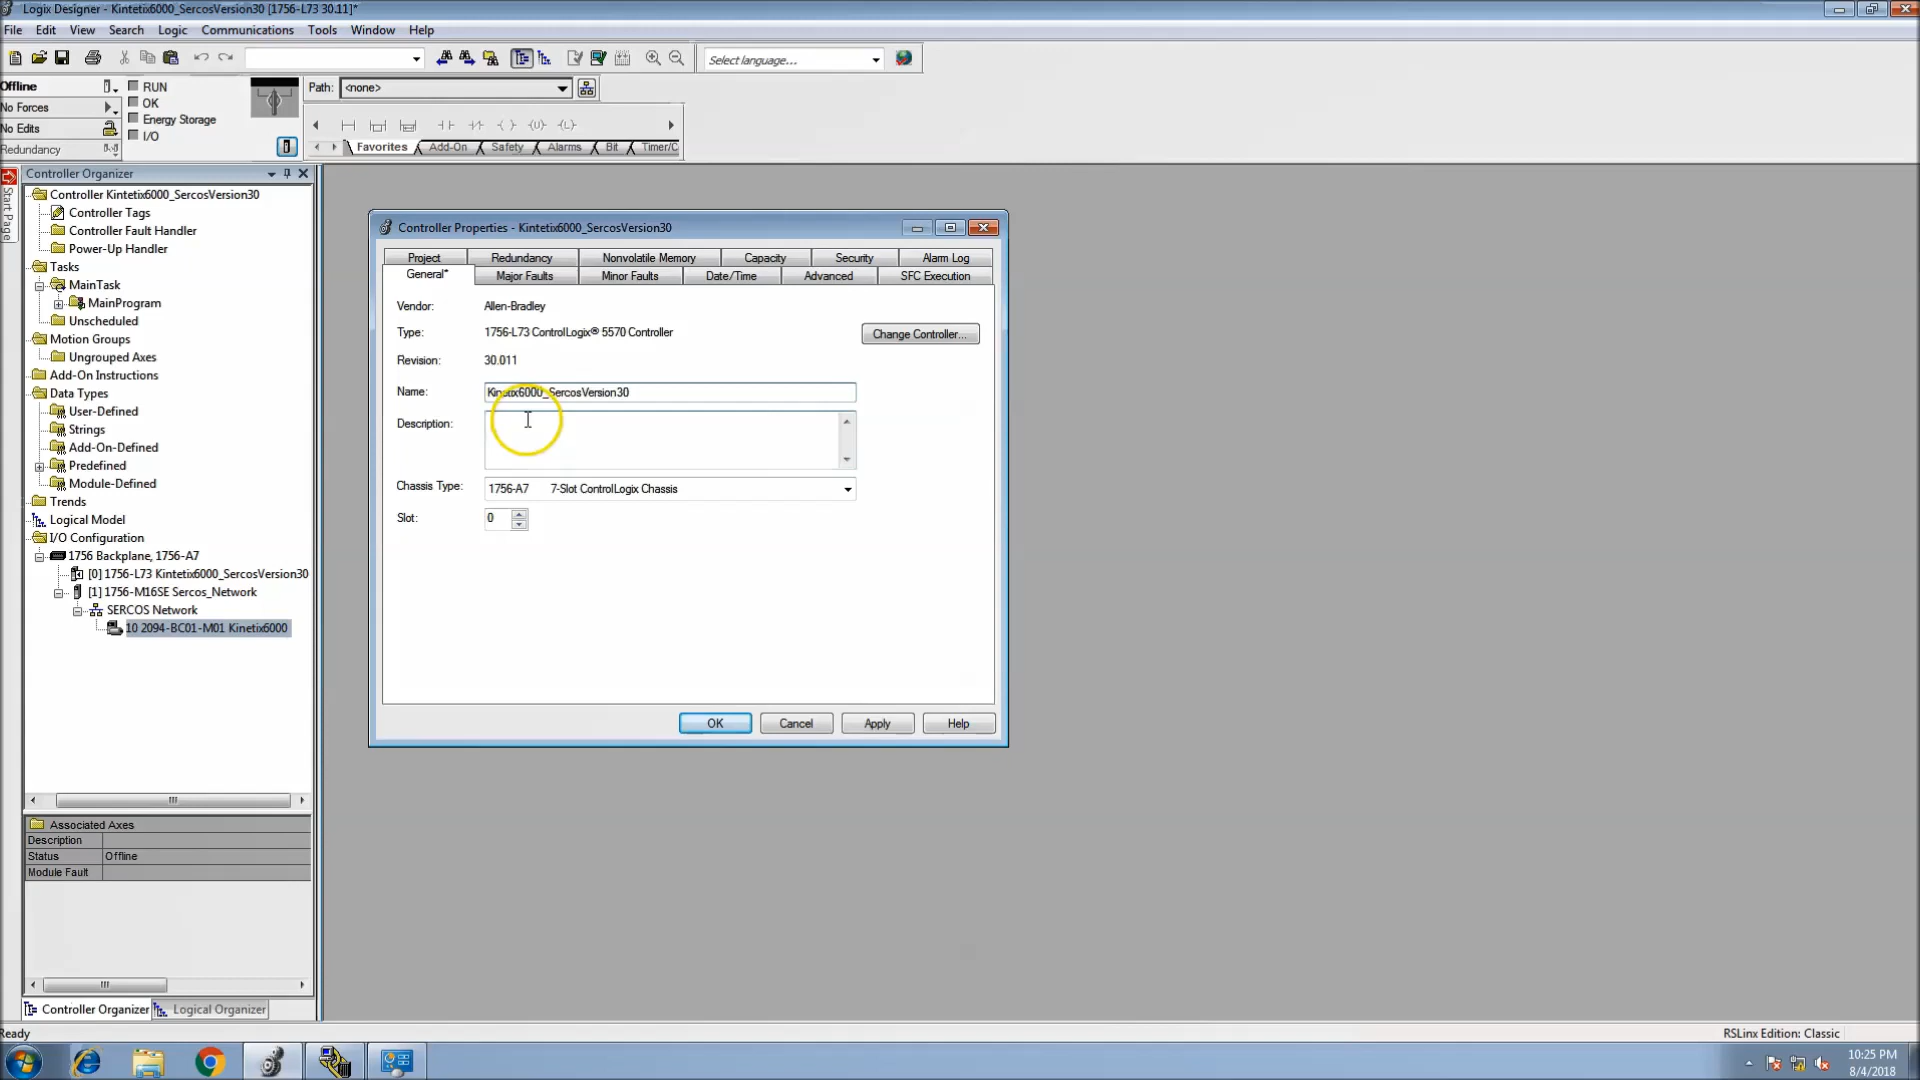 Logix Designer - Kintetix6000_SercosVersion30 [1756-L73 30.11]*
File Edit View Search Logic Communications Tools Window Help
Select language...
Offline
RUN
Path: <none>
No Forces
OK
Energy Storage
No Edits
I/O
Redundancy
Favorites Add-On Safety Alarms Bit Timer/C
Start Page
Controller Organizer
Controller Kintetix6000_SercosVersion30
Controller Tags
Controller Fault Handler
Power-Up Handler
Tasks
MainTask
MainProgram
Unscheduled
Motion Groups
Ungrouped Axes
Add-On Instructions
Data Types
User-Defined
Strings
Add-On-Defined
Predefined
Module-Defined
Trends
Logical Model
I/O Configuration
1756 Backplane, 1756-A7
[0] 1756-L73 Kintetix6000_SercosVersion30
[1] 1756-M16SE Sercos_Network
SERCOS Network
10 2094-BC01-M01 Kinetix6000
Associated Axes
Description
Status Offline
Module Fault
Controller Organizer Logical Organizer
Controller Properties - Kintetix6000_SercosVersion30
Project Redundancy Nonvolatile Memory Capacity Security Alarm Log
General* Major Faults Minor Faults Date/Time Advanced SFC Execution
Vendor: Allen-Bradley
Type: 1756-L73 ControlLogix® 5570 Controller
Change Controller...
Revision: 30.011
Name: Kinetix6000_SercosVersion30
Description:
Chassis Type: 1756-A7 7-Slot ControlLogix Chassis
Slot: 0
OK Cancel Apply Help
Ready
RSLinx Edition: Classic
10:25 PM
8/4/2018